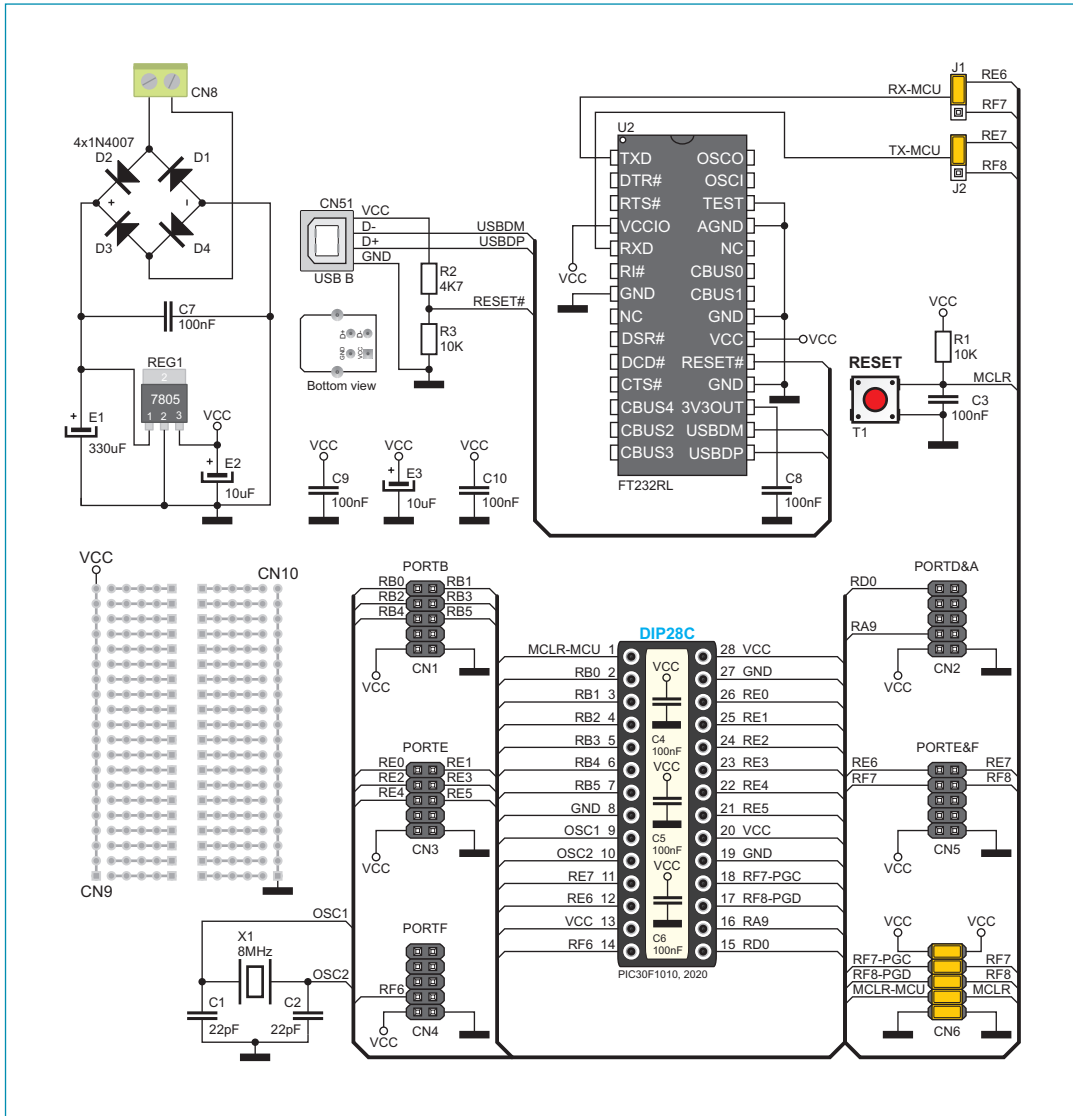 CN8
4x1N4007
D2
D1
+
-
D3
D4
C7
100nF
REG1
2
7805
1 2 3
VCC
+
E1
330uF
+
E2
10uF
CN51
VCC
D-
D+
GND
USB B
USBDM
USBDP
R2
4K7
RESET#
R3
10K
D+
D-
GND
VCC
Bottom view
VCC
C9
100nF
VCC
+
E3
10uF
VCC
C10
100nF
U2
TXD OSCO
DTR# OSCI
RTS# TEST
VCCIO AGND
RXD NC
RI# CBUS0
GND CBUS1
NC GND
DSR# VCC
DCD# RESET#
CTS# GND
CBUS4 3V3OUT
CBUS2 USBDM
CBUS3 USBDP
FT232RL
VCC
VCC
C8
100nF
RX-MCU
J1
RE6
RF7
TX-MCU
RE7
J2
RF8
VCC
R1
10K
RESET
MCLR
C3
100nF
T1
VCC
CN10
CN9
PORTB
RB0 RB1
RB2 RB3
RB4 RB5
VCC
CN1
PORTE
RE0 RE1
RE2 RE3
RE4 RE5
VCC
CN3
PORTF
RF6
VCC
CN4
OSC1
X1
8MHz
OSC2
C1
22pF
C2
22pF
DIP28C
MCLR-MCU 1 28 VCC
RB0 2 27 GND
RB1 3 26 RE0
RB2 4 25 RE1
RB3 5 24 RE2
RB4 6 23 RE3
RB5 7 22 RE4
GND 8 21 RE5
OSC1 9 20 VCC
OSC2 10 19 GND
RE7 11 18 RF7-PGC
RE6 12 17 RF8-PGD
VCC 13 16 RA9
RF6 14 15 RD0
VCC
C4
100nF
VCC
C5
100nF
VCC
C6
100nF
PIC30F1010, 2020
PORTD&A
RD0
RA9
VCC
CN2
PORTE&F
RE6 RE7
RF7 RF8
VCC
CN5
VCC VCC
RF7-PGC RF7
RF8-PGD RF8
MCLR-MCU MCLR
CN6